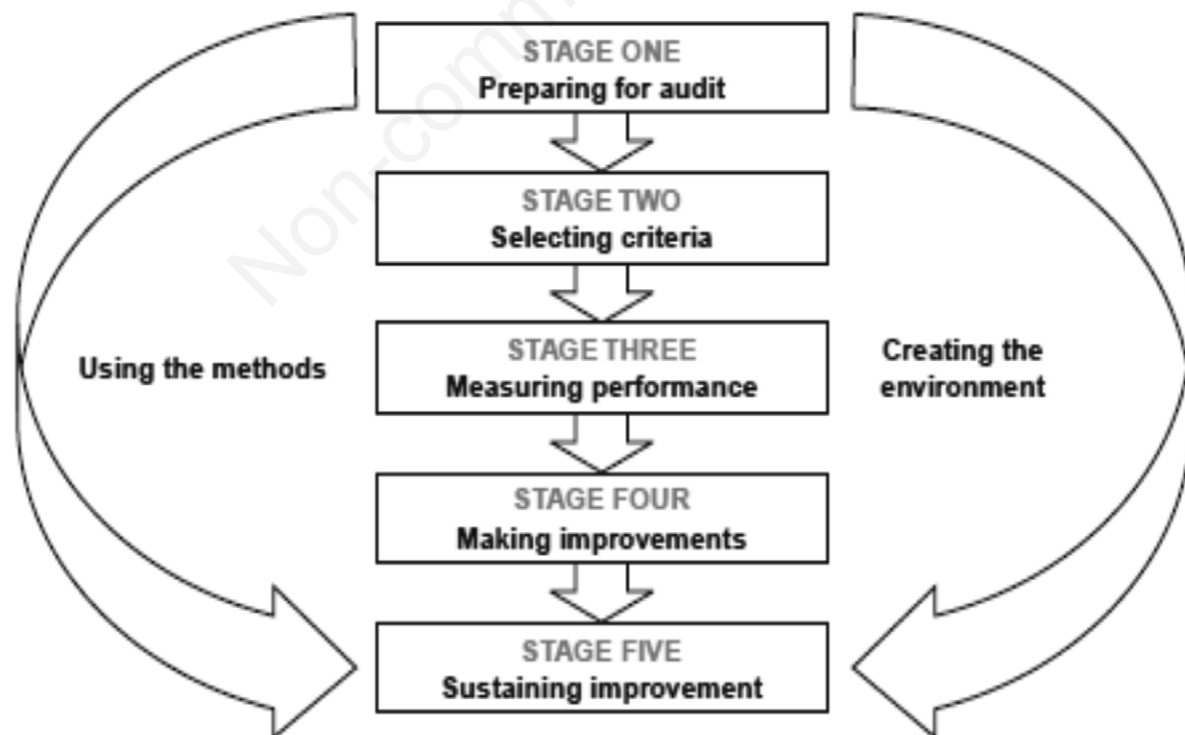 STAGE ONE
Preparing for audit
STAGE TWO
Selecting criteria
Using the methods
STAGE THREE
Measuring performance
Creating the
environment
STAGE FOUR
Making improvements
STAGE FIVE
Sustaining improvement